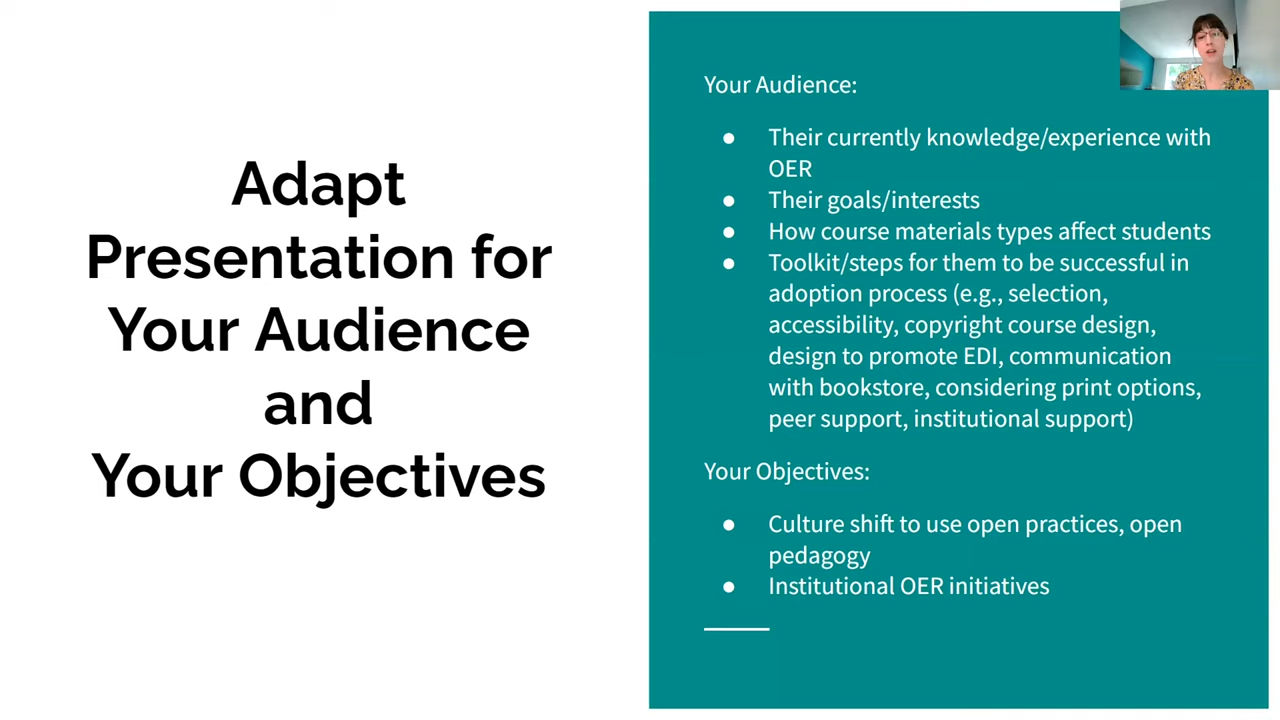 Adapt
Presentation for
Your Audience
and
Your Objectives
Your Audience:
● Their currently knowledge/experience with
OER
● Their goals/interests
● How course materials types affect students
● Toolkit/steps for them to be successful in
adoption process (e.g., selection,
accessibility, copyright course design,
design to promote EDI, communication
with bookstore, considering print options,
peer support, institutional support)
Your Objectives:
● Culture shift to use open practices, open
pedagogy
● Institutional OER initiatives